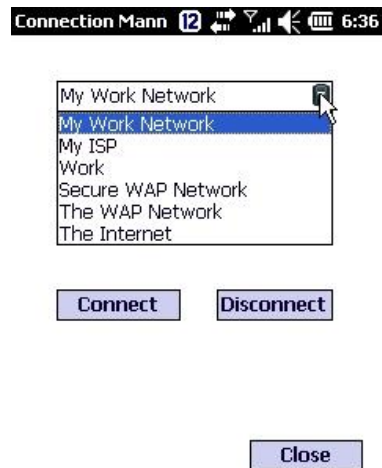 Connection Mann 12 6:36
My Work Network
My Work Network
My ISP
Work
Secure WAP Network
The WAP Network
The Internet
Connect Disconnect
Close